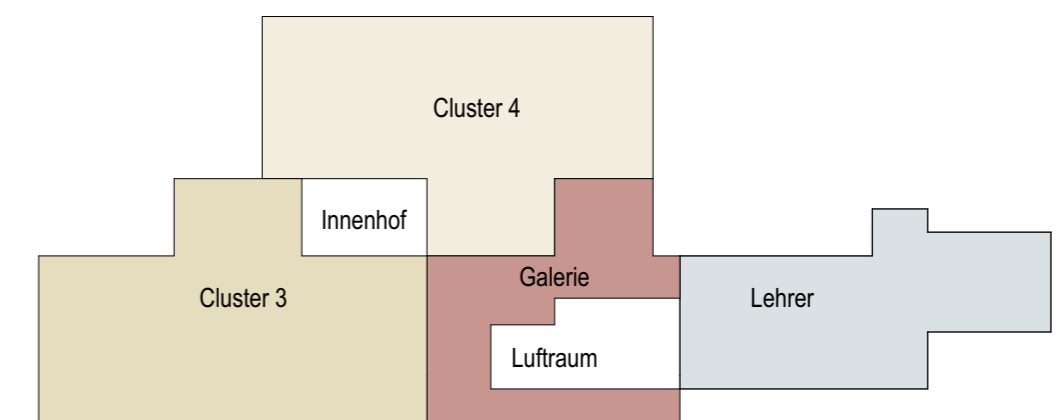 Cluster 4
Innenhof
Galerie
Cluster 3
Lehrer
Luftraum